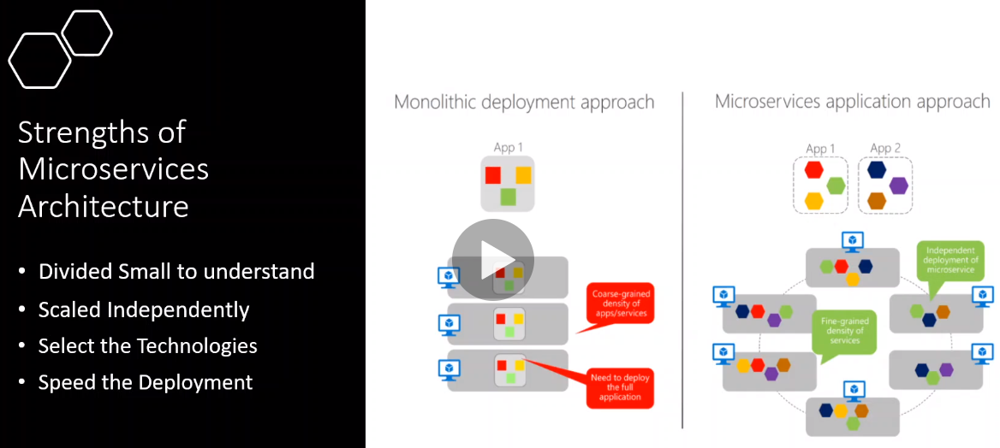 Strengths of
Microservices
Architecture
• Divided Small to understand
• Scaled Independently
• Select the Technologies
• Speed the Deployment
Monolithic deployment approach
App 1
Coarse-grained
density of
apps/services
Need to deploy
the full
application
Microservices application approach
App 1
App 2
Independent
deployment of
microservice
Fine-grained
density of
services